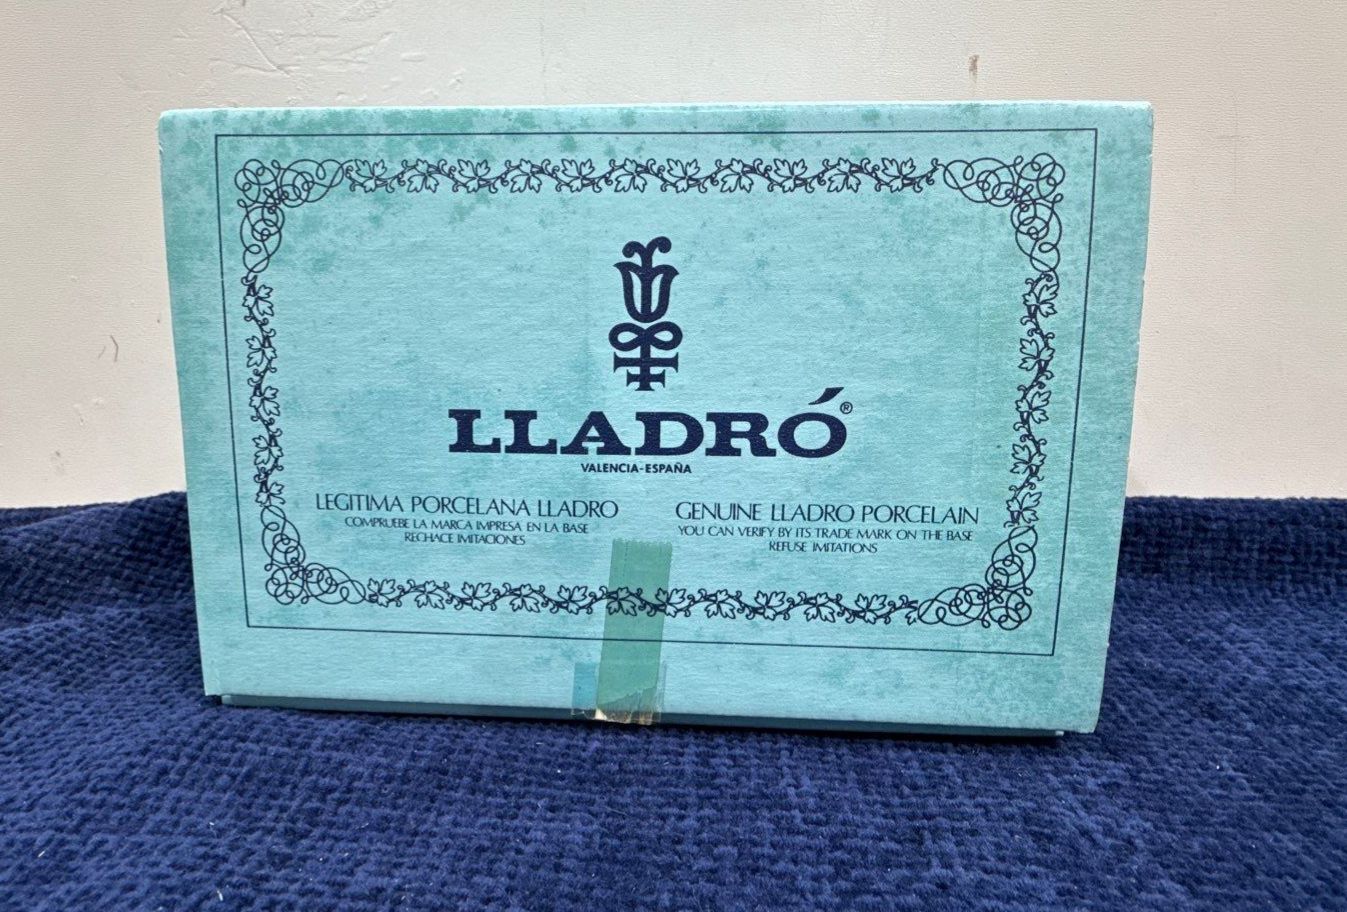 LLADRÓ®
VALENCIA-ESPAÑA
LEGITIMA PORCELANA LLADRO
COMPRUEBE LA MARCA IMPRESA EN LA BASE
RECHACE IMITACIONES
GENUINE LLADRO PORCELAIN
YOU CAN VERIFY BY ITS TRADE MARK ON THE BASE
REFUSE IMITATIONS